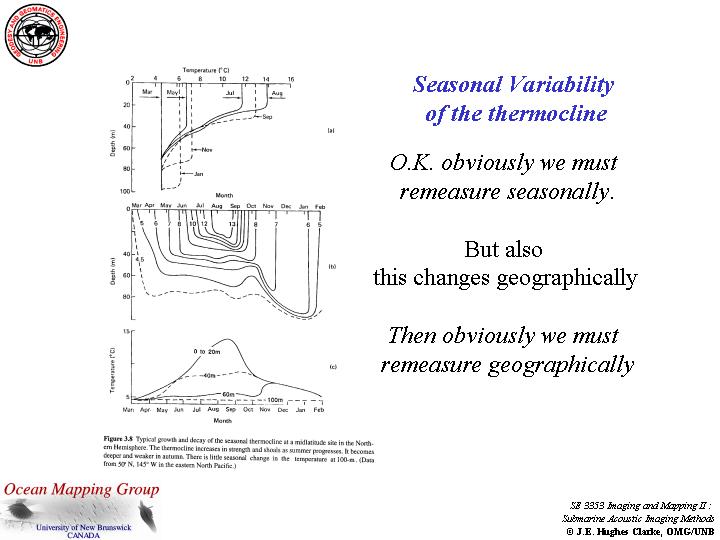 GEODESY AND GEOMATICS ENGINEERING
UNB
Seasonal Variability
of the thermocline
O.K. obviously we must
remeasure seasonally.
But also
this changes geographically
Then obviously we must
remeasure geographically
Temperature (°C)
2 4 6 8 10 12 14 16
0
20
40
60
80
100
Depth (m)
Mar
May
Jul
Aug
Sep
Nov
Jan
(a)
Month
Mar Apr May Jun Jul Aug Sep Oct Nov Dec Jan Feb
0
40
80
Depth (m)
4.5
5 6 7 8 10 12 13 8 7 6 5
(b)
15
10
5
Temperature (°C)
0 to 20m
40m
60m
100m
(c)
Mar Apr May Jun Jul Aug Sep Oct Nov Dec Jan Feb
Month
Figure 3.8 Typical growth and decay of the seasonal thermocline at a midlatitude site in the North-
ern Hemisphere. The thermocline increases in strength and shoals as summer progresses. It becomes
deeper and weaker in autumn. There is little seasonal change in the temperature at 100-m. (Data
from 50° N, 145° W in the eastern North Pacific.)
Ocean Mapping Group
University of New Brunswick
CANADA
SE 3353 Imaging and Mapping II :
Submarine Acoustic Imaging Methods
© J.E. Hughes Clarke, OMG/UNB